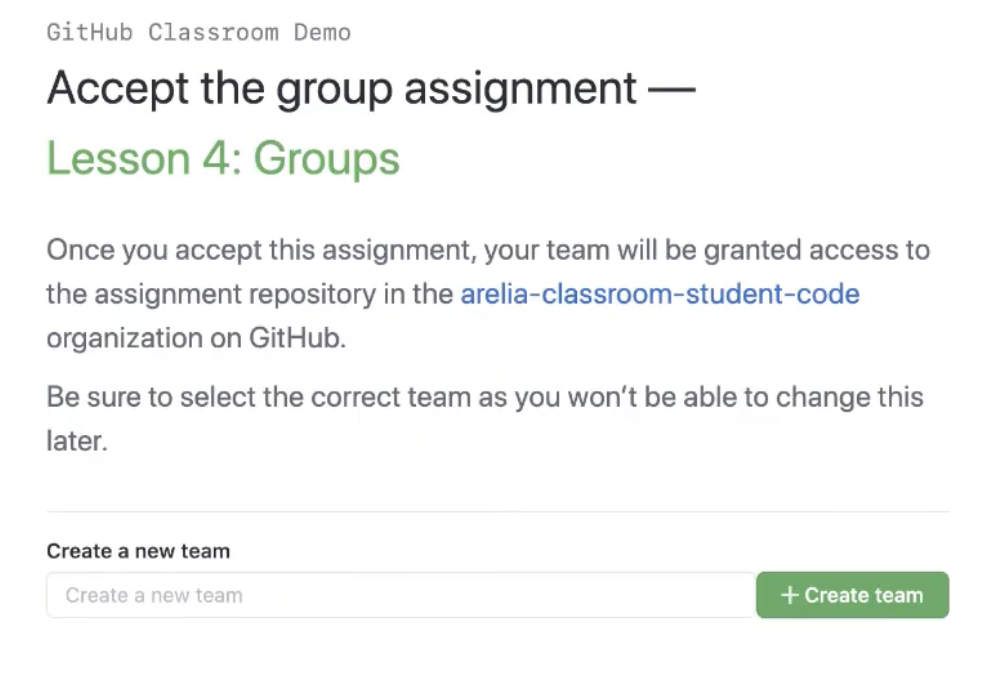 GitHub Classroom Demo
Accept the group assignment —
Lesson 4: Groups
Once you accept this assignment, your team will be granted access to
the assignment repository in the arelia-classroom-student-code
organization on GitHub.
Be sure to select the correct team as you won’t be able to change this
later.
Create a new team
Create a new team
+ Create team